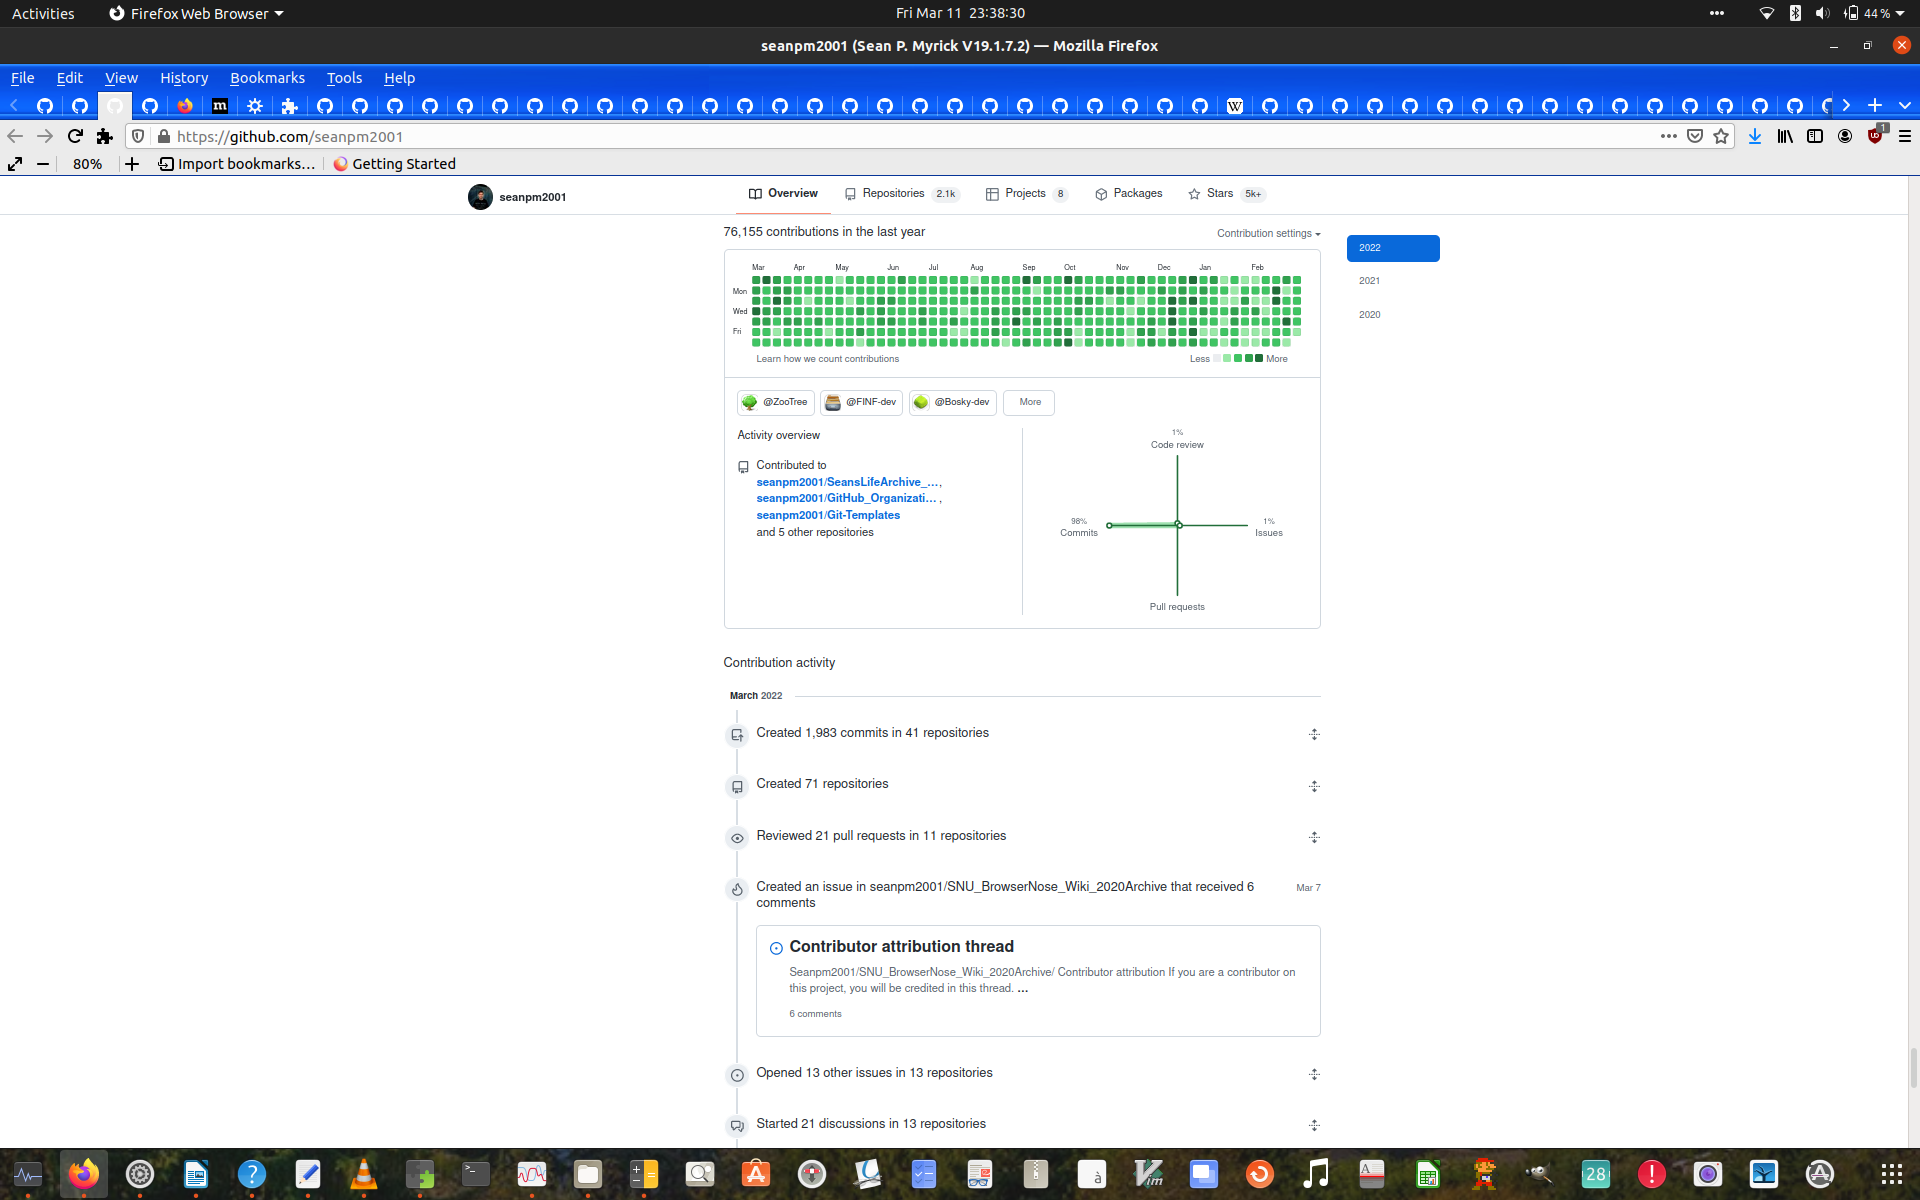 Activities
Firefox Web Browser
Fri Mar 11 23:38:30
44 %
seanpm2001 (Sean P. Myrick V19.1.7.2) — Mozilla Firefox
File Edit View History Bookmarks Tools Help
m
W
https://github.com/seanpm2001
1
80%
Import bookmarks…
Getting Started
seanpm2001
Overview
Repositories 2.1k
Projects 8
Packages
Stars 5k+
76,155 contributions in the last year
Contribution settings
2022
2021
2020
Mar Apr May Jun Jul Aug Sep Oct Nov Dec Jan Feb
Mon
Wed
Fri
Learn how we count contributions
Less More
@ZooTree
@FINF-dev
@Bosky-dev
More
Activity overview
Contributed to
seanpm2001/SeansLifeArchive_…,
seanpm2001/GitHub_Organizati… ,
seanpm2001/Git-Templates
and 5 other repositories
1%
Code review
98%
Commits
1%
Issues
Pull requests
Contribution activity
March 2022
Created 1,983 commits in 41 repositories
Created 71 repositories
Reviewed 21 pull requests in 11 repositories
Created an issue in seanpm2001/SNU_BrowserNose_Wiki_2020Archive that received 6
comments
Mar 7
Contributor attribution thread
Seanpm2001/SNU_BrowserNose_Wiki_2020Archive/ Contributor attribution If you are a contributor on
this project, you will be credited in this thread. …
6 comments
Opened 13 other issues in 13 repositories
Started 21 discussions in 13 repositories
à
Vim
28